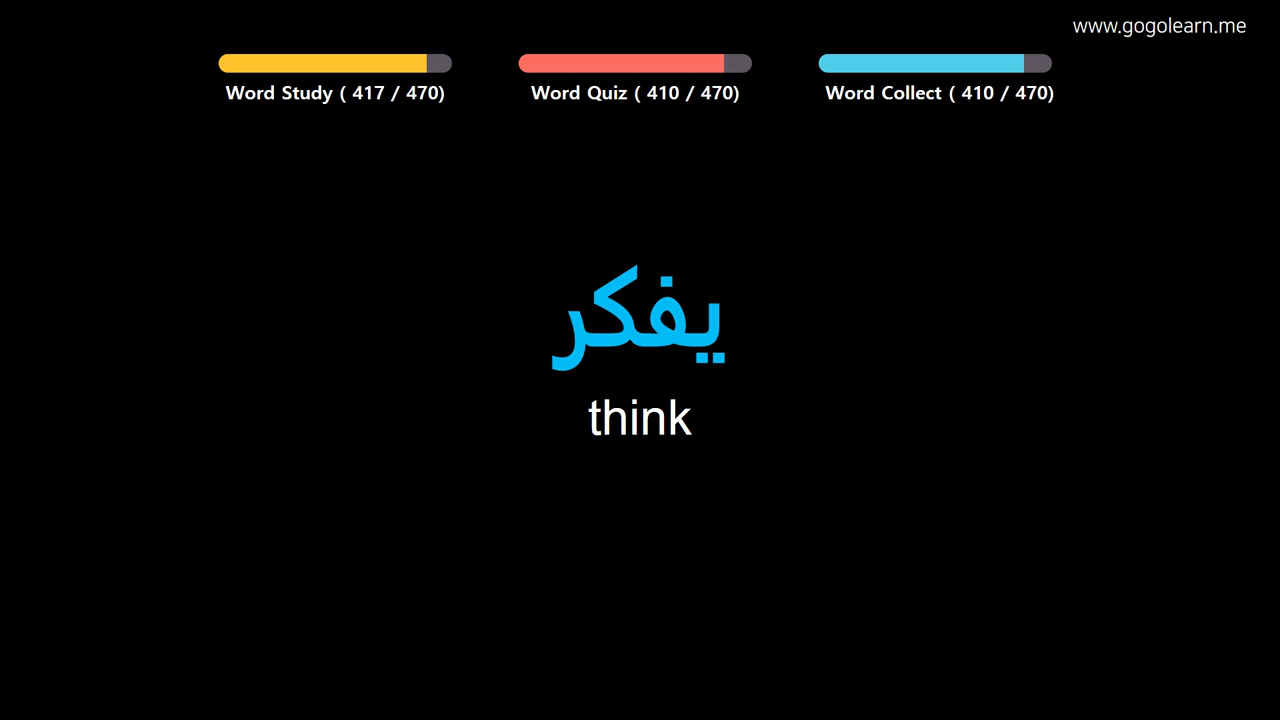 www.gogolearn.me
Word Study ( 417 / 470)
Word Quiz ( 410 / 470)
Word Collect ( 410 / 470)
يفكر
think